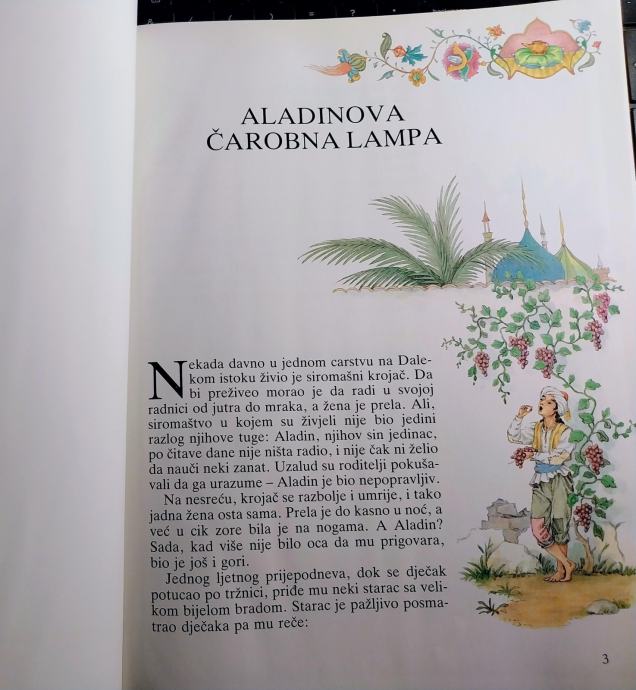 ALADINOVA
ČAROBNA LAMPA
Nekada davno u jednom carstvu na Dale-
kom istoku živio je siromašni krojač. Da
bi preživeo morao je da radi u svojoj
radnici od jutra do mraka, a žena je prela. Ali,
siromaštvo u kojem su živjeli nije bio jedini
razlog njihove tuge: Aladin, njihov sin jedinac,
po čitave dane nije ništa radio, i nije čak ni želio
da nauči neki zanat. Uzalud su roditelji pokuša-
vali da ga urazume – Aladin je bio nepopravljiv.
Na nesreću, krojač se razbolje i umrije, i tako
jadna žena osta sama. Prela je do kasno u noć, a
već u cik zore bila je na nogama. A Aladin?
Sada, kad više nije bilo oca da mu prigovara,
bio je još i gori.
Jednog ljetnog prijepodneva, dok se dječak
potucao po tržnici, priđe mu neki starac sa veli-
kom bijelom bradom. Starac je pažljivo posma-
trao dječaka pa mu reče:
3